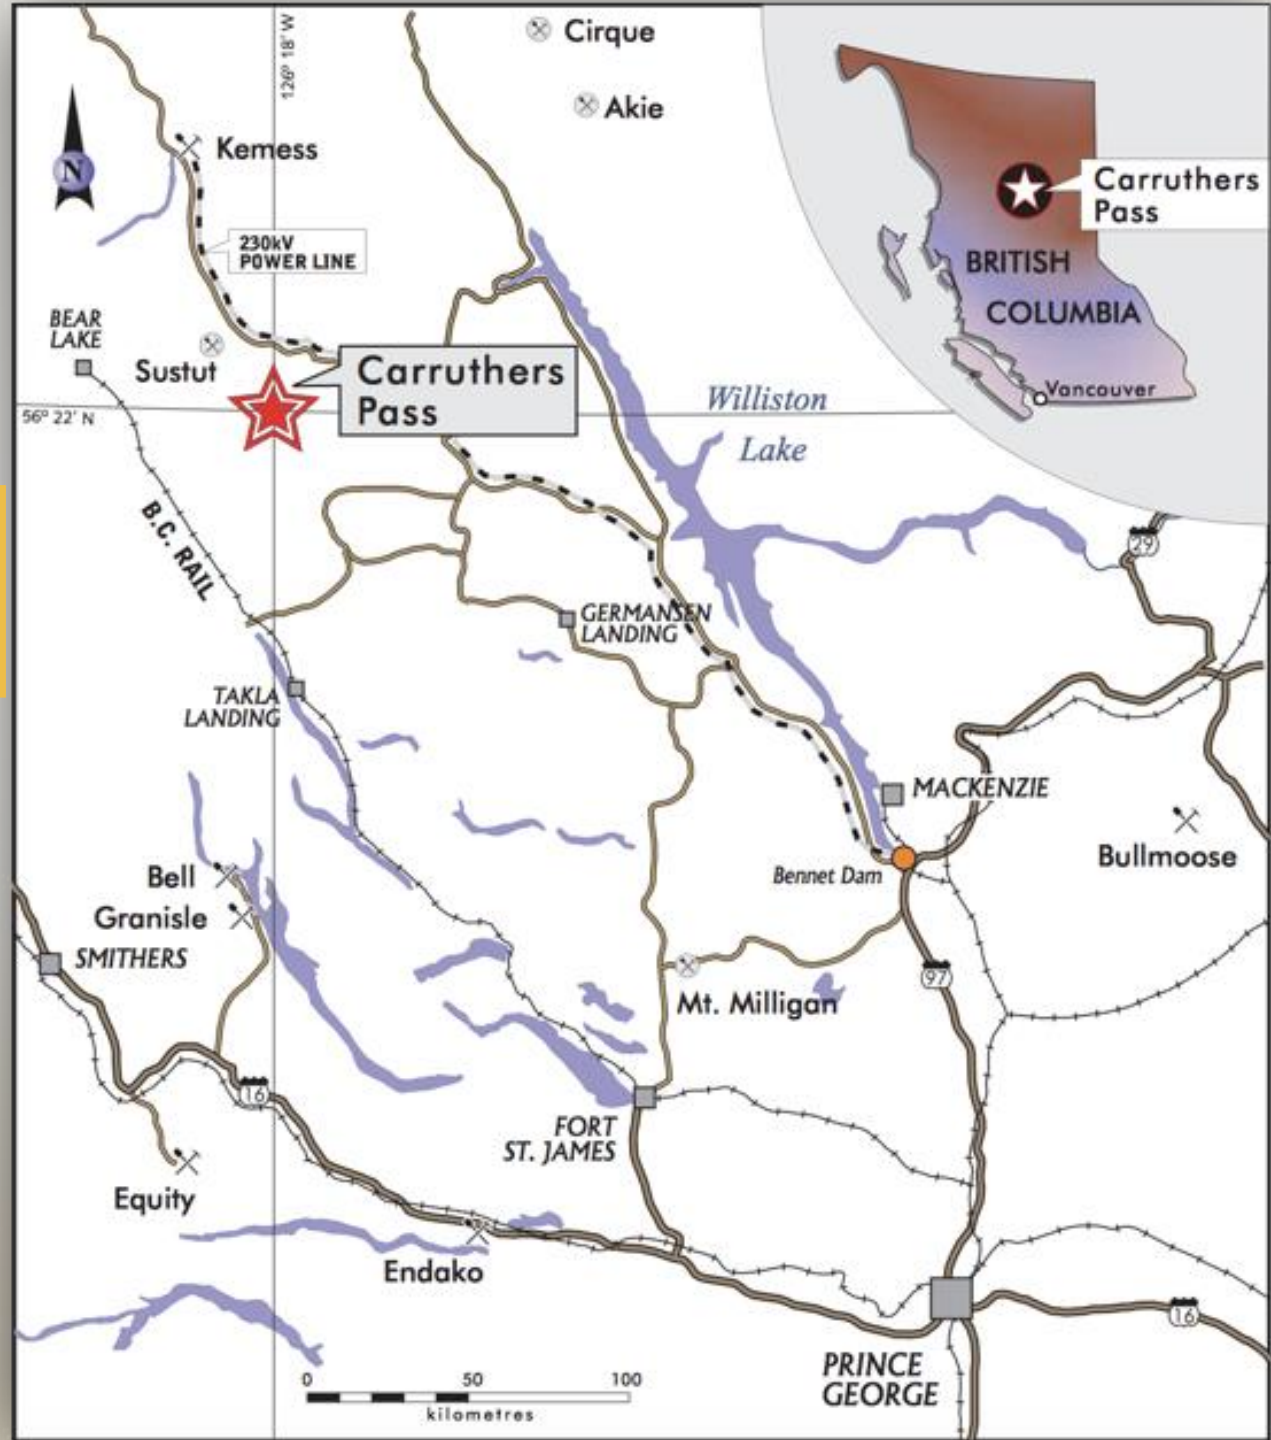 126º 18' W
Cirque
Akie
Kemess
N
Carruthers
Pass
230kV
POWER LINE
BRITISH
COLUMBIA
BEAR
LAKE
Sustut
Carruthers
Pass
Vancouver
Williston
Lake
56º 22' N
B.C. RAIL
29
GERMANSEN
LANDING
TAKLA
LANDING
MACKENZIE
Bullmoose
Bennet Dam
Bell
Granisle
SMITHERS
97
Mt. Milligan
16
FORT
ST. JAMES
Equity
Endako
16
PRINCE
GEORGE
0 50 100
kilometres